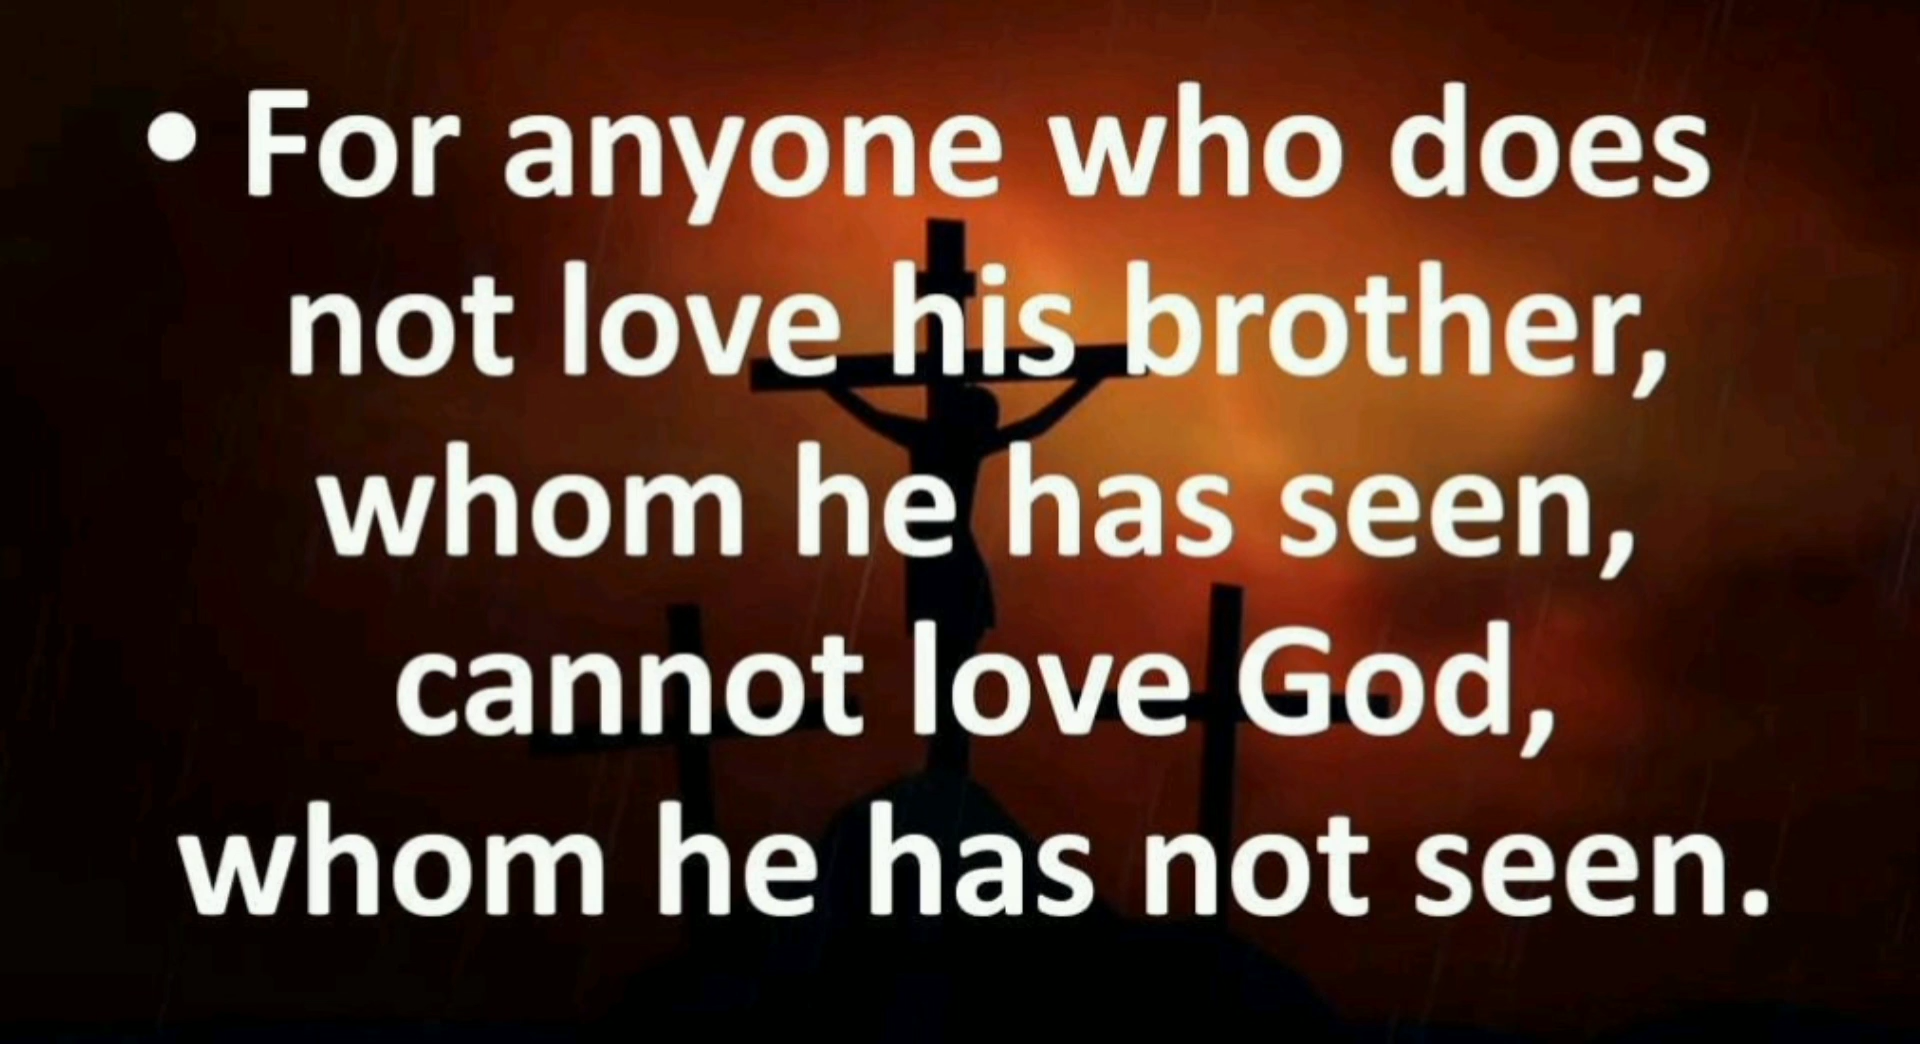 • For anyone who does
not love his brother,
whom he has seen,
cannot love God,
whom he has not seen.